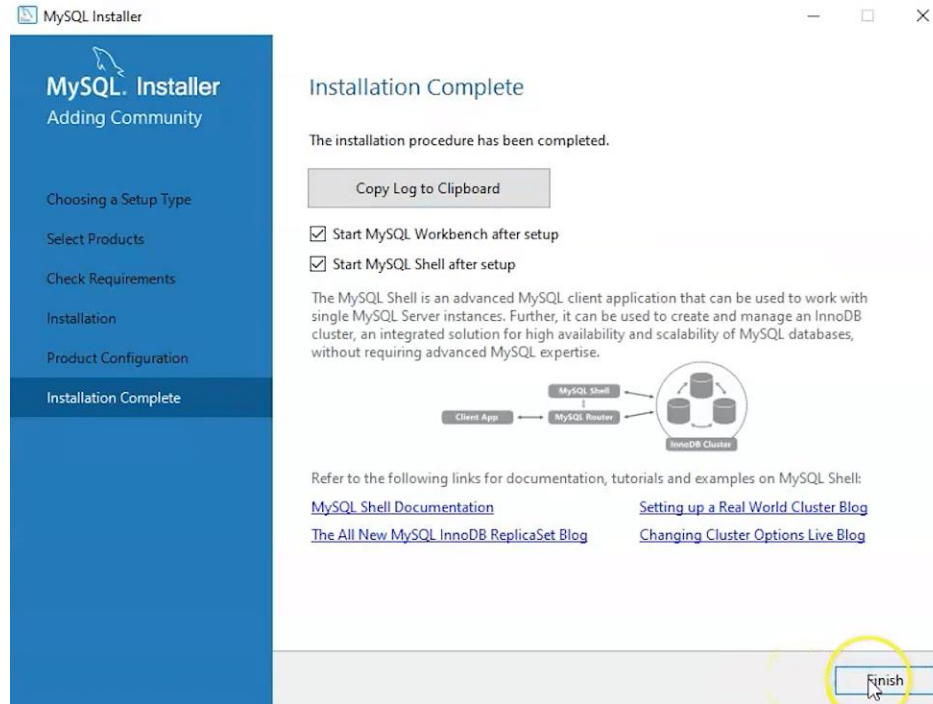 MySQL Installer
MySQL. Installer
Adding Community
Choosing a Setup Type
Select Products
Check Requirements
Installation
Product Configuration
Installation Complete
Installation Complete
The installation procedure has been completed.
Copy Log to Clipboard
Start MySQL Workbench after setup
Start MySQL Shell after setup
The MySQL Shell is an advanced MySQL client application that can be used to work with
single MySQL Server instances. Further, it can be used to create and manage an InnoDB
cluster, an integrated solution for high availability and scalability of MySQL databases,
without requiring advanced MySQL expertise.
MySQL Shell
Client App
MySQL Router
InnoDB Cluster
Refer to the following links for documentation, tutorials and examples on MySQL Shell:
MySQL Shell Documentation
Setting up a Real World Cluster Blog
The All New MySQL InnoDB ReplicaSet Blog
Changing Cluster Options Live Blog
Finish